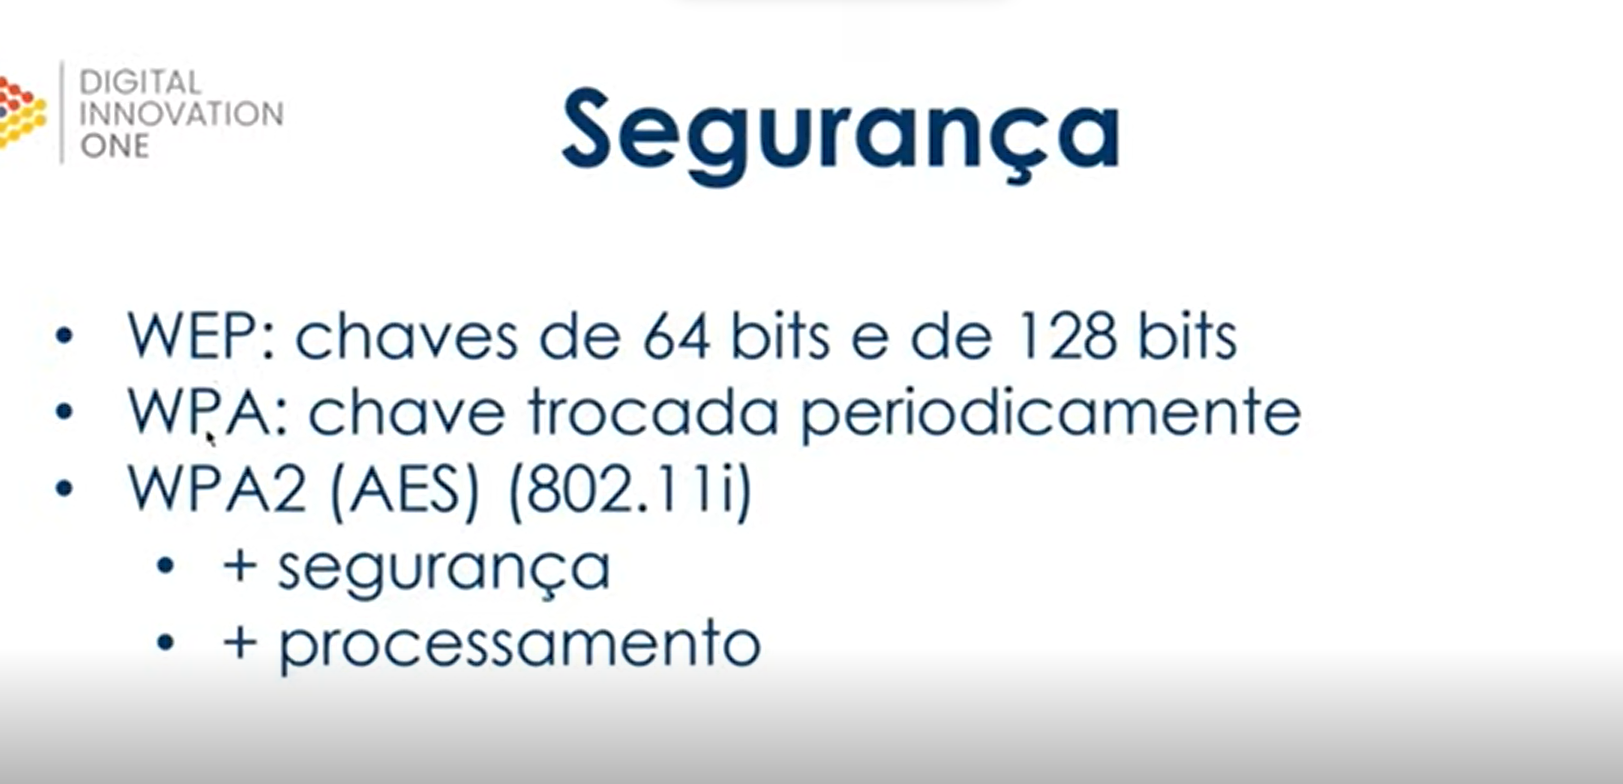 DIGITAL
INNOVATION
ONE
Segurança
• WEP: chaves de 64 bits e de 128 bits
• WPA: chave trocada periodicamente
• WPA2 (AES) (802.11i)
• + segurança
• + processamento